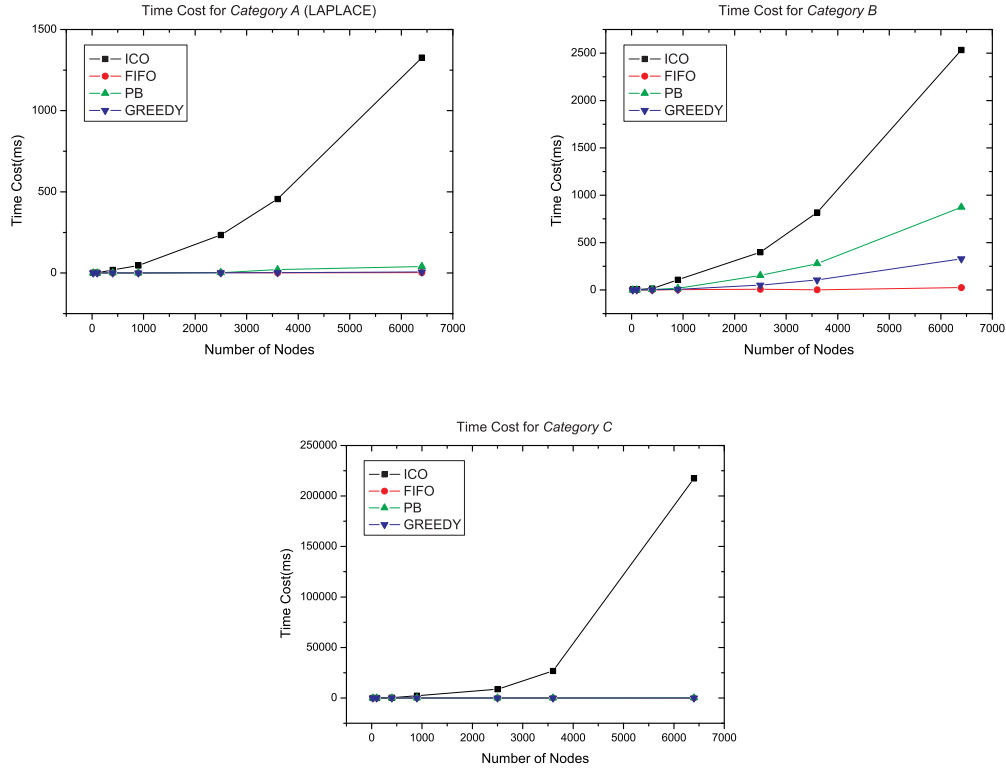 Time Cost for Category A (LAPLACE)
1500
1000
500
0
Time Cost(ms)
ICO
FIFO
PB
GREEDY
0 1000 2000 3000 4000 5000 6000 7000
Number of Nodes
Time Cost for Category B
2500
2000
1500
1000
500
0
Time Cost(ms)
ICO
FIFO
PB
GREEDY
0 1000 2000 3000 4000 5000 6000 7000
Number of Nodes
Time Cost for Category C
250000
200000
150000
100000
50000
0
Time Cost(ms)
ICO
FIFO
PB
GREEDY
0 1000 2000 3000 4000 5000 6000 7000
Number of Nodes